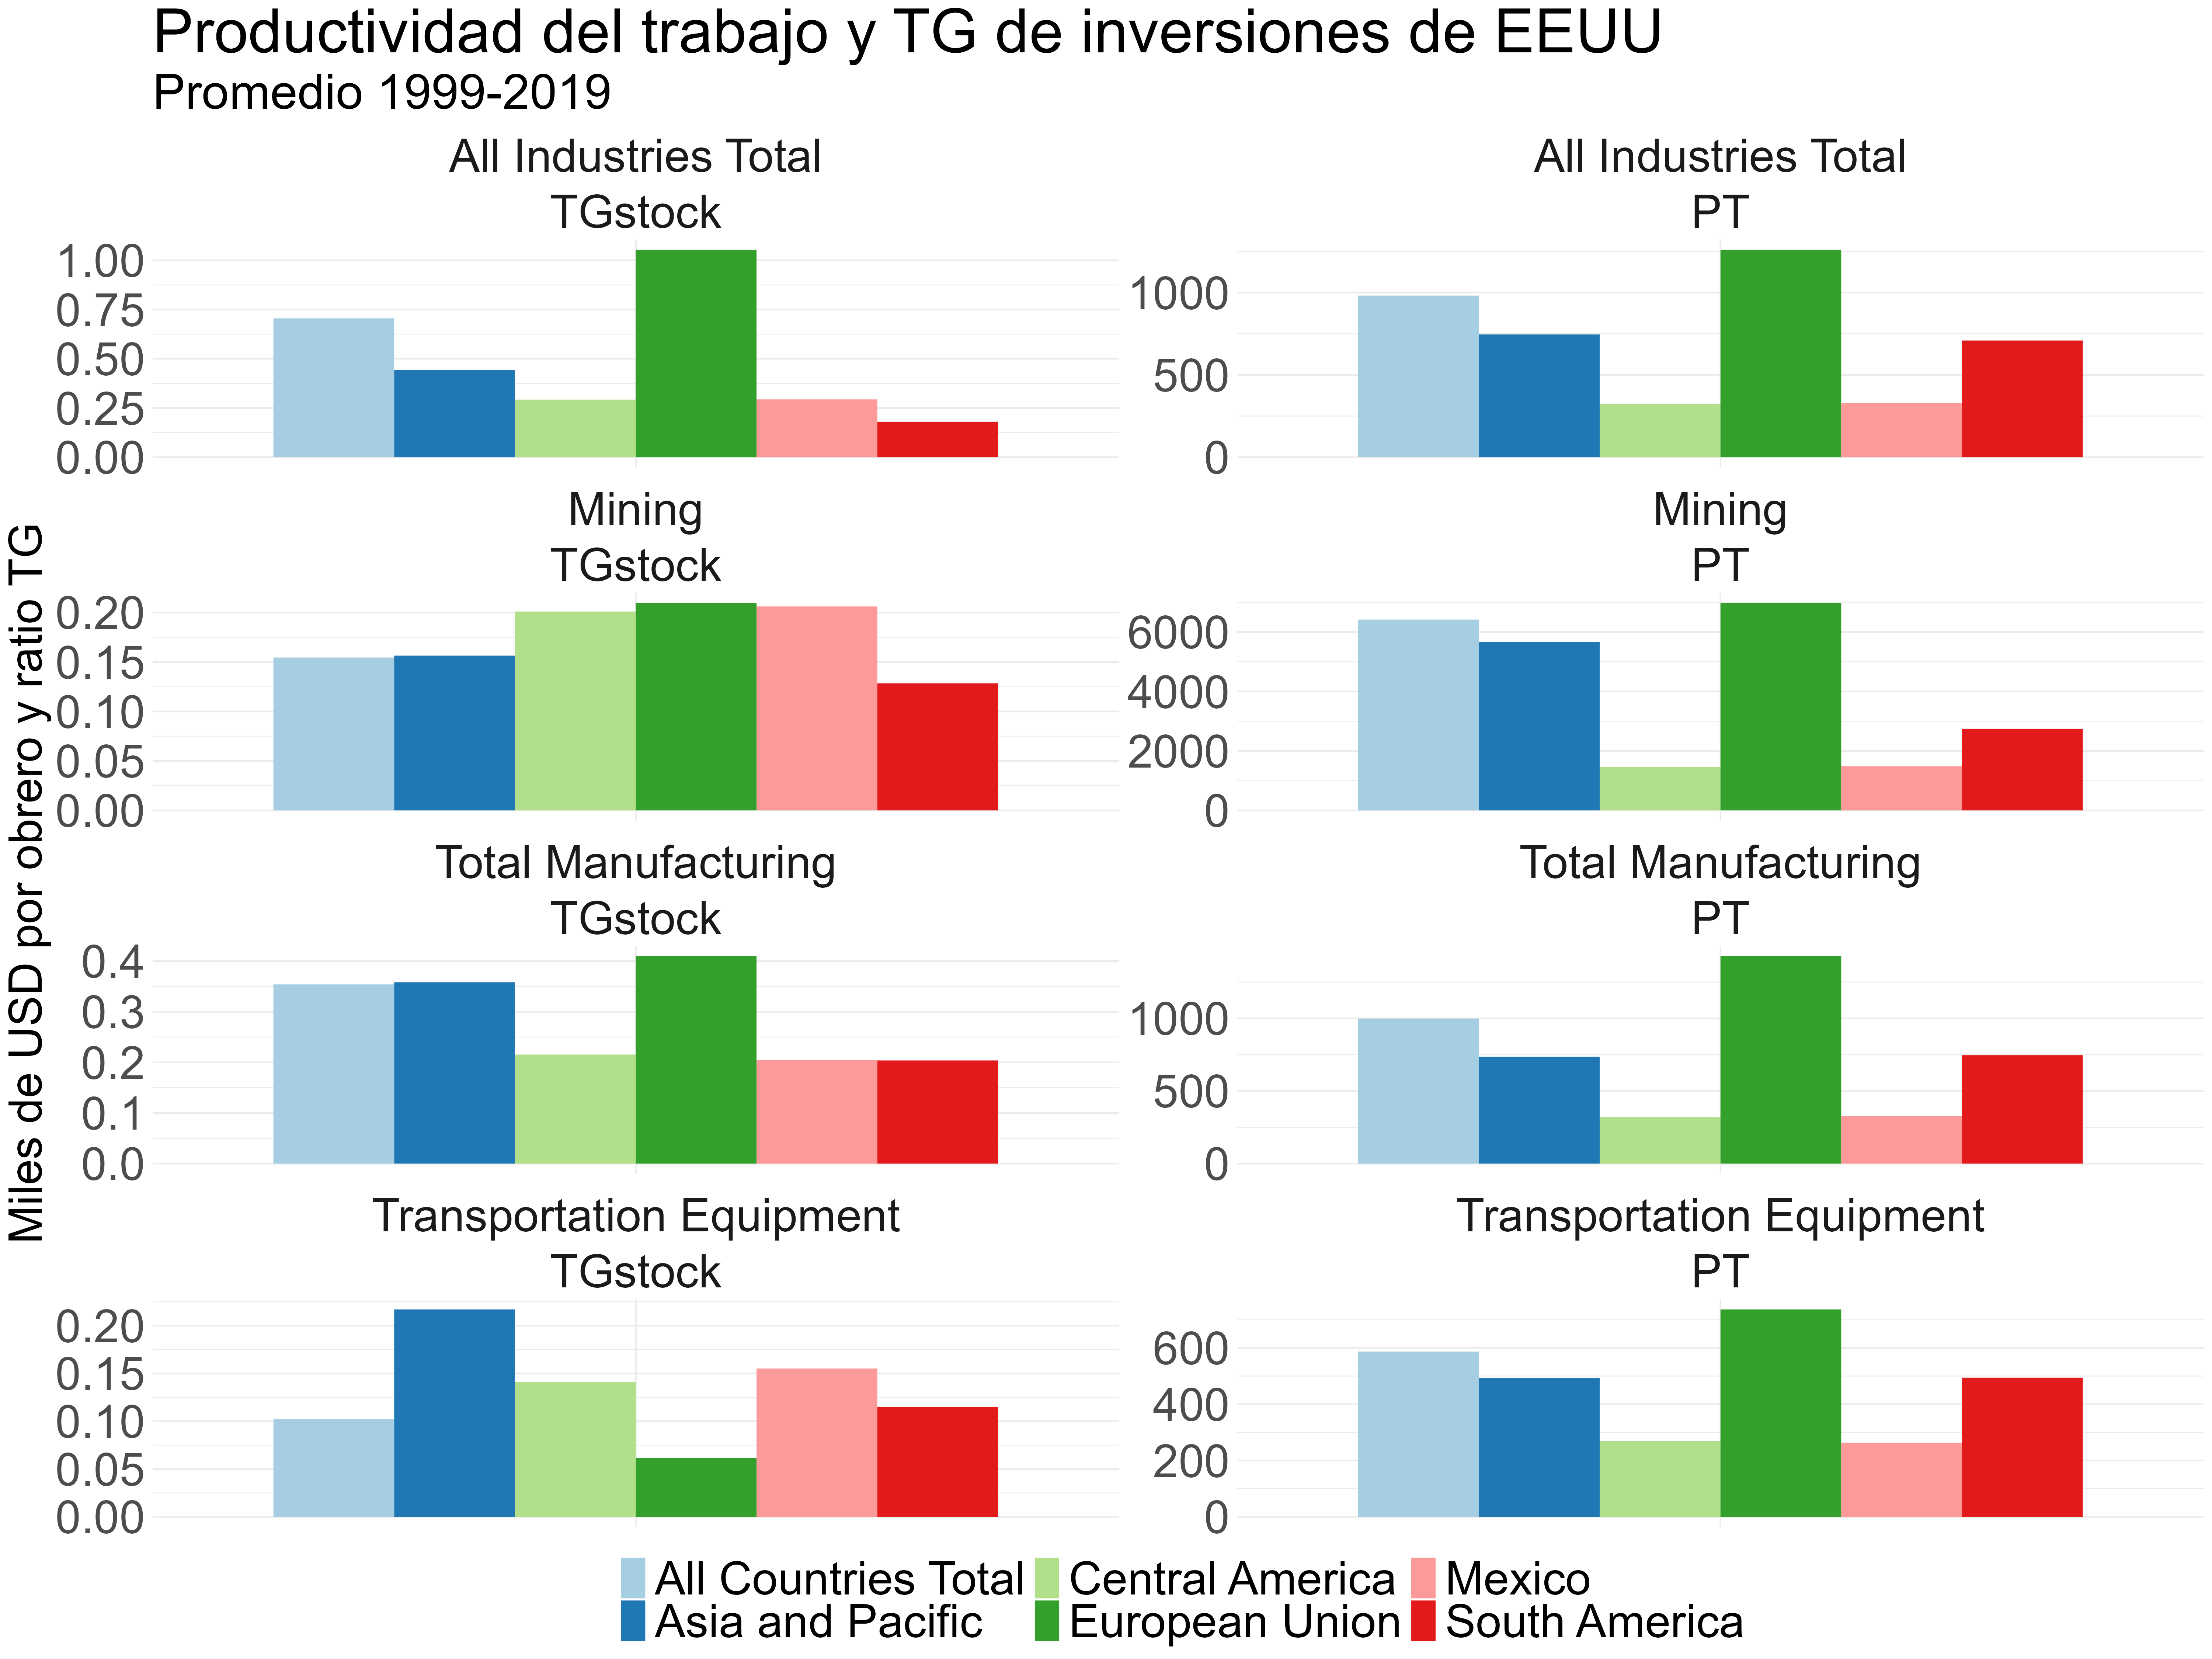 Productividad del trabajo y TG de inversiones de EEUU
Promedio 1999-2019
Miles de USD por obrero y ratio TG
All Industries Total
TGstock
1.00
0.75
0.50
0.25
0.00
All Industries Total
PT
1000
500
0
Mining
TGstock
0.20
0.15
0.10
0.05
0.00
Mining
PT
6000
4000
2000
0
Total Manufacturing
TGstock
0.4
0.3
0.2
0.1
0.0
Total Manufacturing
PT
1000
500
0
Transportation Equipment
TGstock
0.20
0.15
0.10
0.05
0.00
Transportation Equipment
PT
600
400
200
0
All Countries Total
Central America
Mexico
Asia and Pacific
European Union
South America